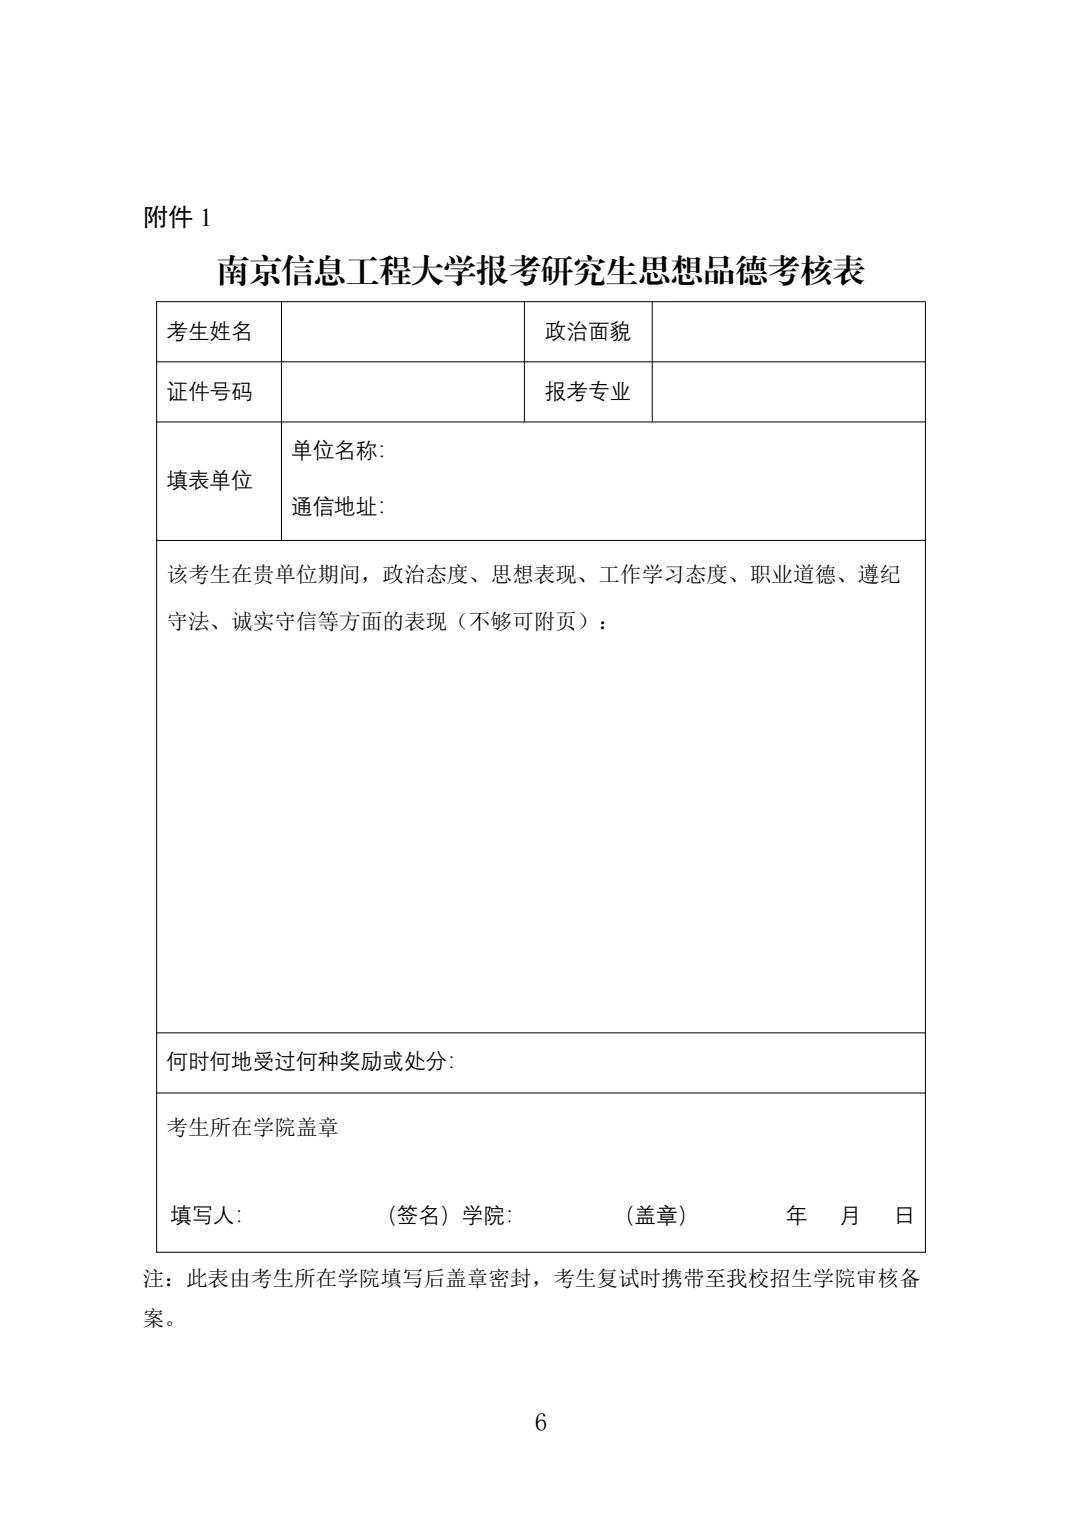 附件 1
南京信息工程大学报考研究生思想品德考核表
考生姓名 政治面貌
证件号码 报考专业
填表单位
单位名称：
通信地址：
该考生在贵单位期间，政治态度、思想表现、工作学习态度、职业道德、遵纪
守法、诚实守信等方面的表现（不够可附页）：
何时何地受过何种奖励或处分：
考生所在学院盖章
填写人： （签名）学院： （盖章） 年 月 日
注：此表由考生所在学院填写后盖章密封，考生复试时携带至我校招生学院审核备
案。
6